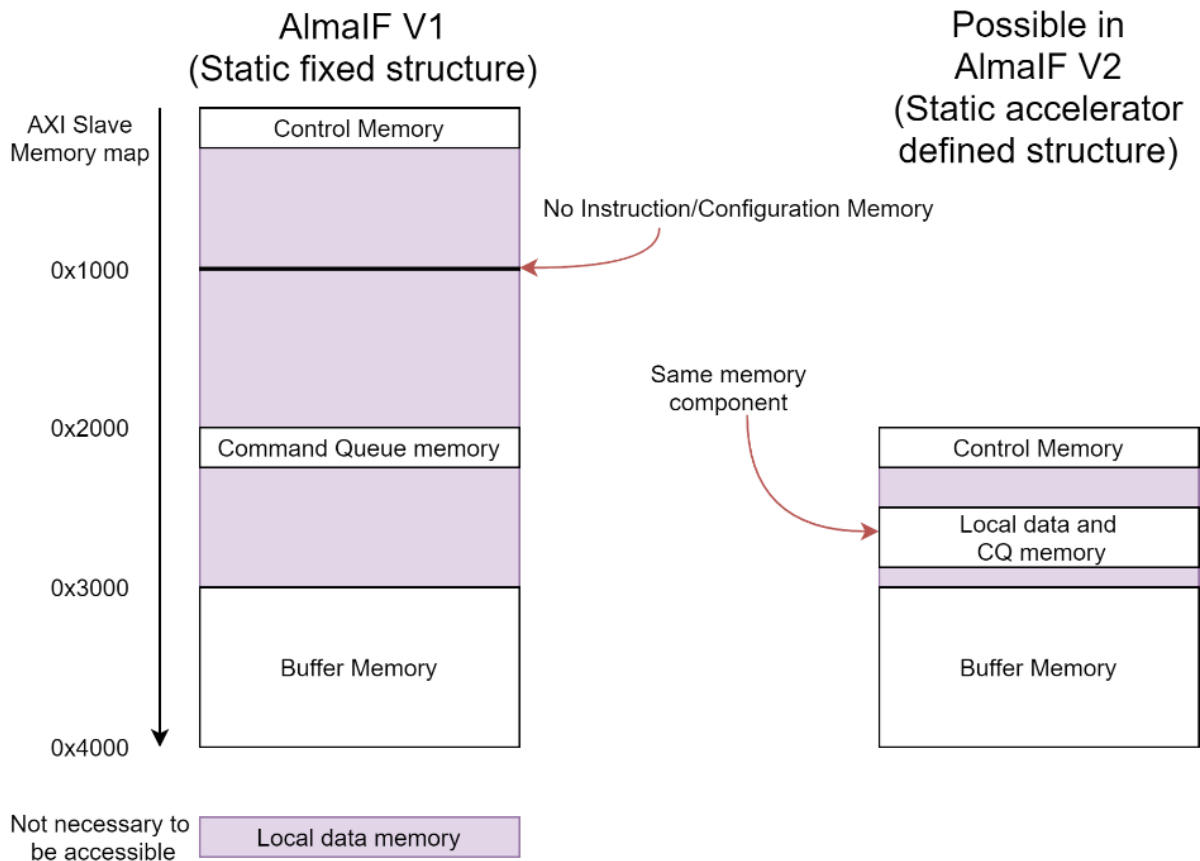 AlmaIF V1
(Static fixed structure)
Possible in
AlmaIF V2
(Static accelerator
defined structure)
AXI Slave
Memory map
Control Memory
No Instruction/Configuration Memory
0x1000
Same memory
component
0x2000
Command Queue memory
Control Memory
Local data and
CQ memory
0x3000
Buffer Memory
Buffer Memory
0x4000
Not necessary to
be accessible
Local data memory